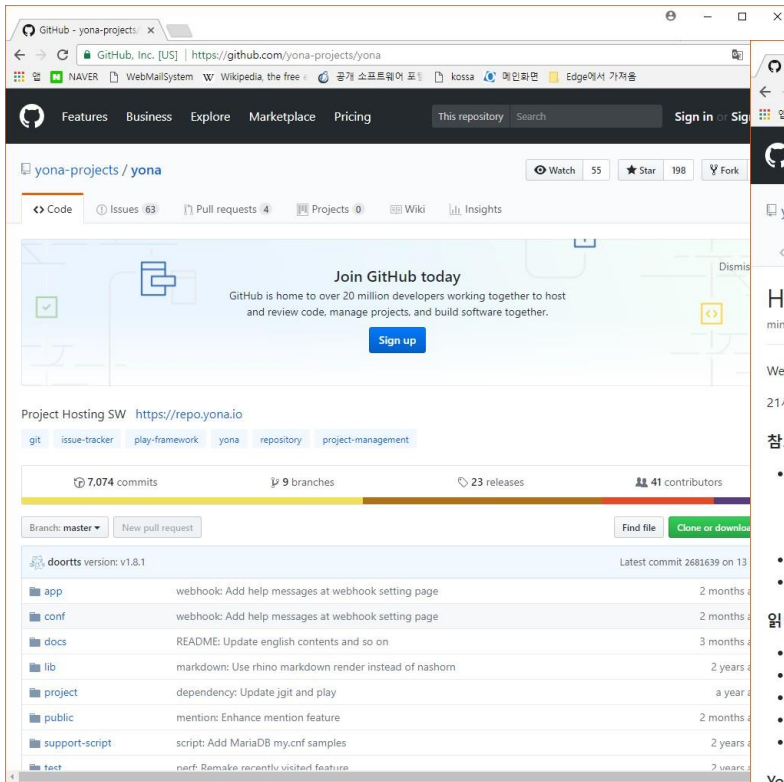 GitHub - yona-projects/
GitHub, Inc. [US] | https://github.com/yona-projects/yona
앱 NAVER WebMailSystem Wikipedia, the free 공개 소프트웨어 포 kossa 메인화면 Edge에서 가져옴
Features Business Explore Marketplace Pricing This repository Search Sign in or
yona-projects / yona
Watch 55 Star 198 Fork
Code Issues 63 Pull requests 4 Projects 0 Wiki Insights
Join GitHub today
GitHub is home to over 20 million developers working together to host
and review code, manage projects, and build software together.
Sign up
Project Hosting SW https://repo.yona.io
git issue-tracker play-framework yona repository project-management
7,074 commits 9 branches 23 releases 41 contributors
Branch: master New pull request Find file Clone or
doortts version: v1.8.1 Latest commit 2681639 on 13
app webhook: Add help messages at webhook setting page 2 months
conf webhook: Add help messages at webhook setting page 2 months
docs README: Update english contents and so on 3 months
lib markdown: Use rhino markdown render instead of nashorn 2 years
project dependency: Update jgit and play a year
public mention: Enhance mention feature 2 months
support-script script: Add MariaDB my.cnf samples 2 years
test perf: Remake recently visited feature 2 years